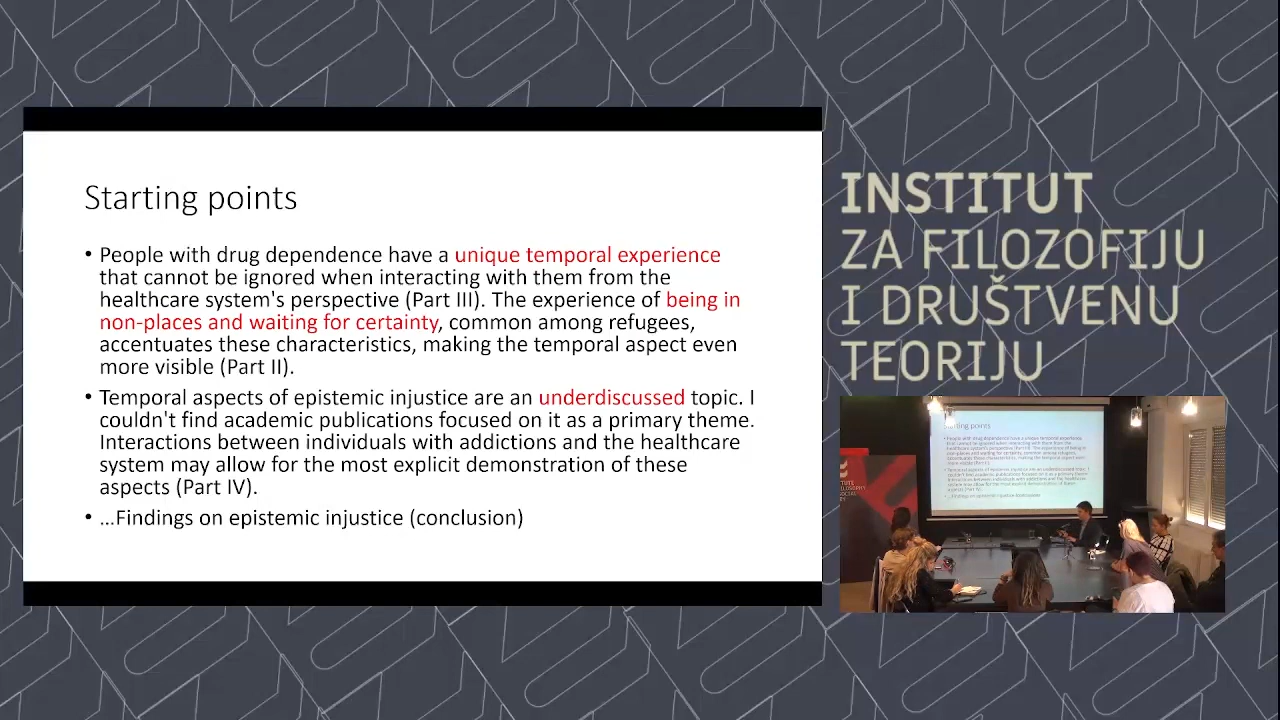 Starting points
• People with drug dependence have a unique temporal experience
that cannot be ignored when interacting with them from the
healthcare system's perspective (Part III). The experience of being in
non-places and waiting for certainty, common among refugees,
accentuates these characteristics, making the temporal aspect even
more visible (Part II).
• Temporal aspects of epistemic injustice are an underdiscussed topic. I
couldn't find academic publications focused on it as a primary theme.
Interactions between individuals with addictions and the healthcare
system may allow for the most explicit demonstration of these
aspects (Part IV).
• ...Findings on epistemic injustice (conclusion)
INSTITUT
ZA FILOZOFIJU
I DRUŠTVENU
TEORIJU